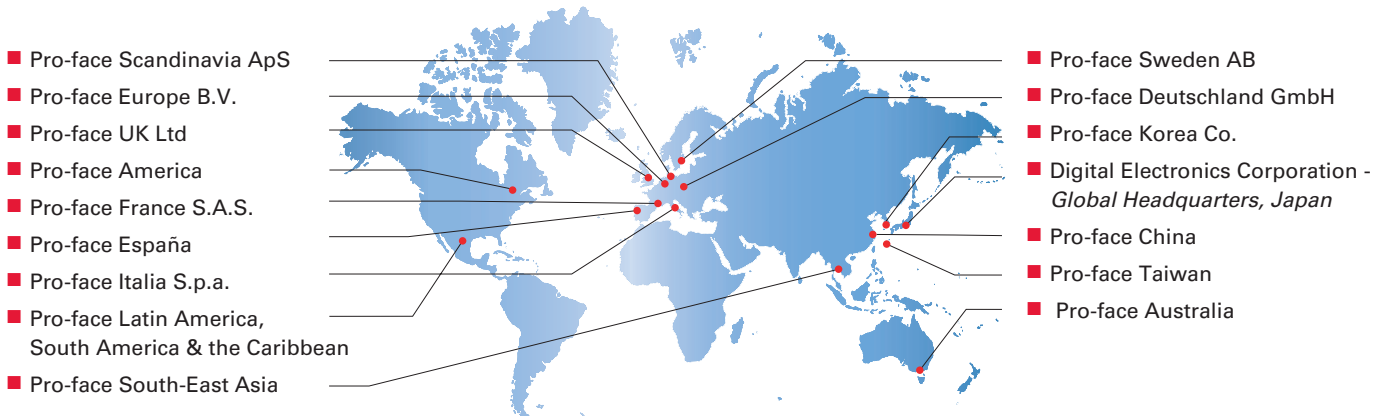 Pro-face Scandinavia ApS
Pro-face Europe B.V.
Pro-face UK Ltd
Pro-face America
Pro-face France S.A.S.
Pro-face España
Pro-face Italia S.p.a.
Pro-face Latin America,
South America & the Caribbean
Pro-face South-East Asia
Pro-face Sweden AB
Pro-face Deutschland GmbH
Pro-face Korea Co.
Digital Electronics Corporation -
Global Headquarters, Japan
Pro-face China
Pro-face Taiwan
Pro-face Australia